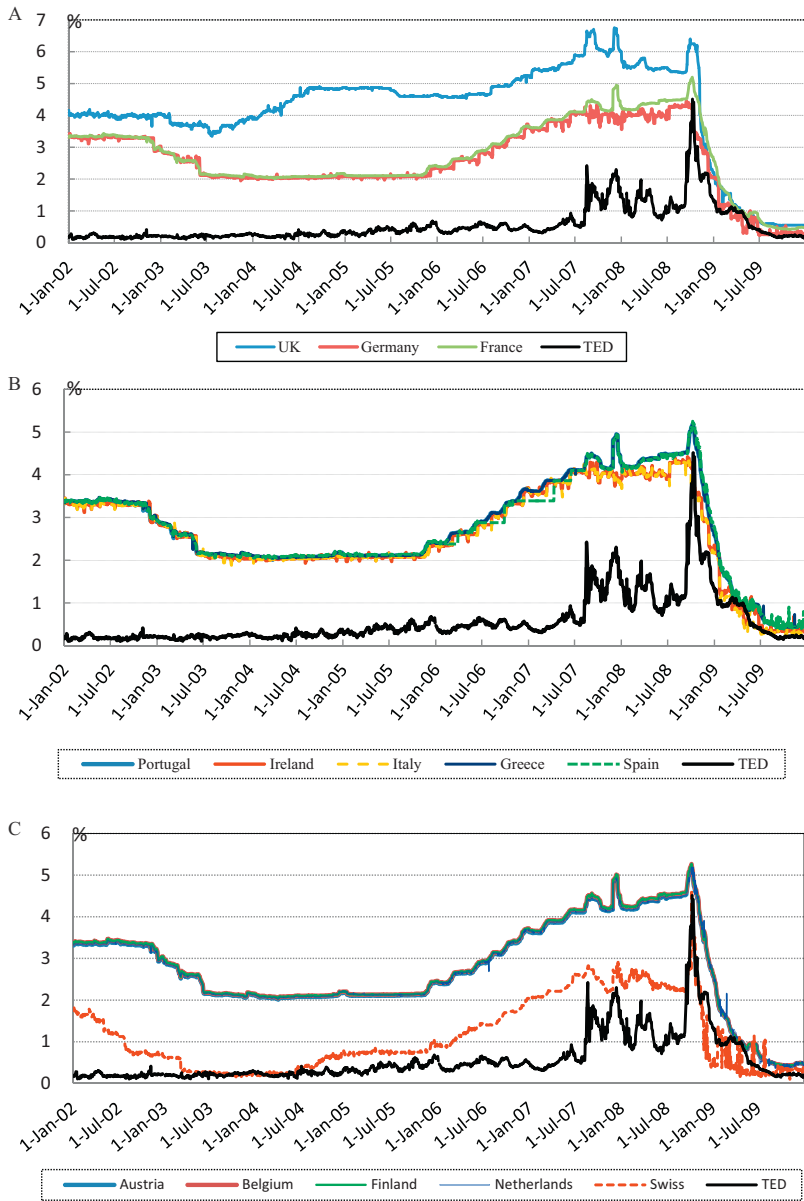 A
%
7
6
5
4
3
2
1
0
1-Jan-02
1-Jul-02
1-Jan-03
1-Jul-03
1-Jan-04
1-Jul-04
1-Jan-05
1-Jul-05
1-Jan-06
1-Jul-06
1-Jan-07
1-Jul-07
1-Jan-08
1-Jul-08
1-Jan-09
1-Jul-09
UK Germany France TED
B
%
6
5
4
3
2
1
0
1-Jan-02
1-Jul-02
1-Jan-03
1-Jul-03
1-Jan-04
1-Jul-04
1-Jan-05
1-Jul-05
1-Jan-06
1-Jul-06
1-Jan-07
1-Jul-07
1-Jan-08
1-Jul-08
1-Jan-09
1-Jul-09
Portugal Ireland Italy Greece Spain TED
C
%
6
5
4
3
2
1
0
1-Jan-02
1-Jul-02
1-Jan-03
1-Jul-03
1-Jan-04
1-Jul-04
1-Jan-05
1-Jul-05
1-Jan-06
1-Jul-06
1-Jan-07
1-Jul-07
1-Jan-08
1-Jul-08
1-Jan-09
1-Jul-09
Austria Belgium Finland Netherlands Swiss TED